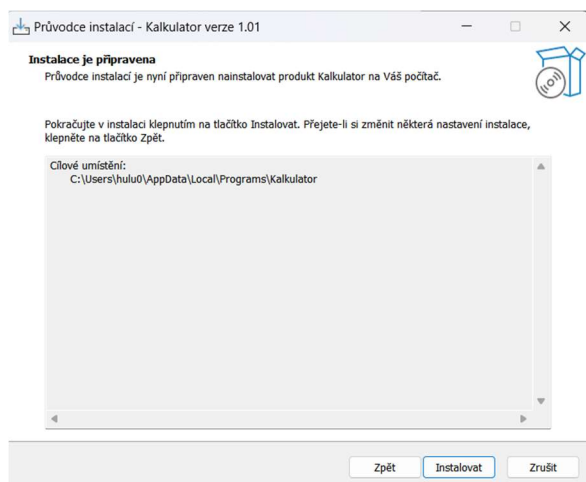 Průvodce instalací - Kalkulator verze 1.01
Instalace je připravena
Průvodce instalací je nyní připraven nainstalovat produkt Kalkulator na Váš počítač.
Pokračujte v instalaci klepnutím na tlačítko Instalovat. Přejete-li si změnit některá nastavení instalace,
klepněte na tlačítko Zpět.
Cílové umístění:
C:\Users\hulu0\AppData\Local\Programs\Kalkulator
Zpět
Instalovat
Zrušit